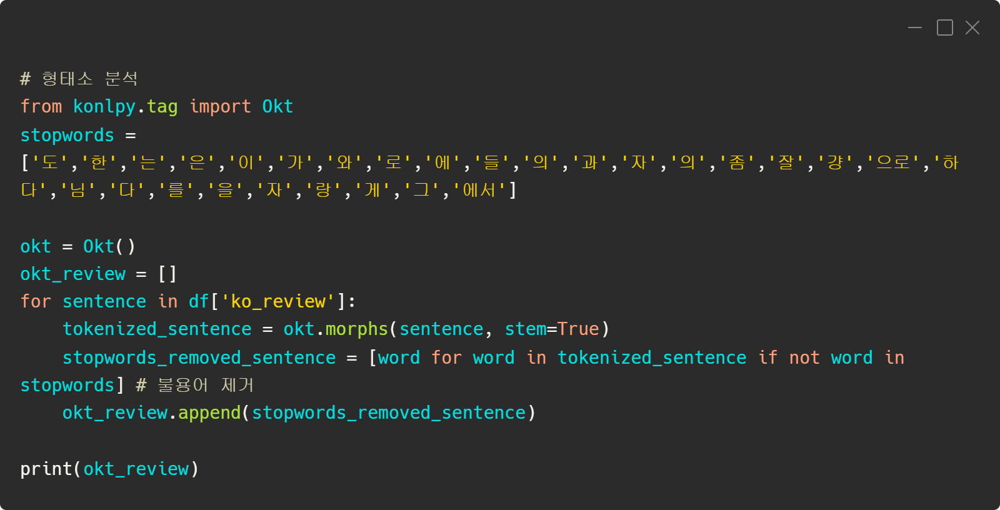 # 형태소 분석
from konlpy.tag import Okt
stopwords =
['도','한','는','은','이','가','와','로','에','들','의','과','자','의','좀','잘','걍','으로','하
다','님','다','를','을','자','랑','게','그','에서']
okt = Okt()
okt_review = []
for sentence in df['ko_review']:
    tokenized_sentence = okt.morphs(sentence, stem=True)
    stopwords_removed_sentence = [word for word in tokenized_sentence if not word in
stopwords] # 불용어 제거
    okt_review.append(stopwords_removed_sentence)
print(okt_review)